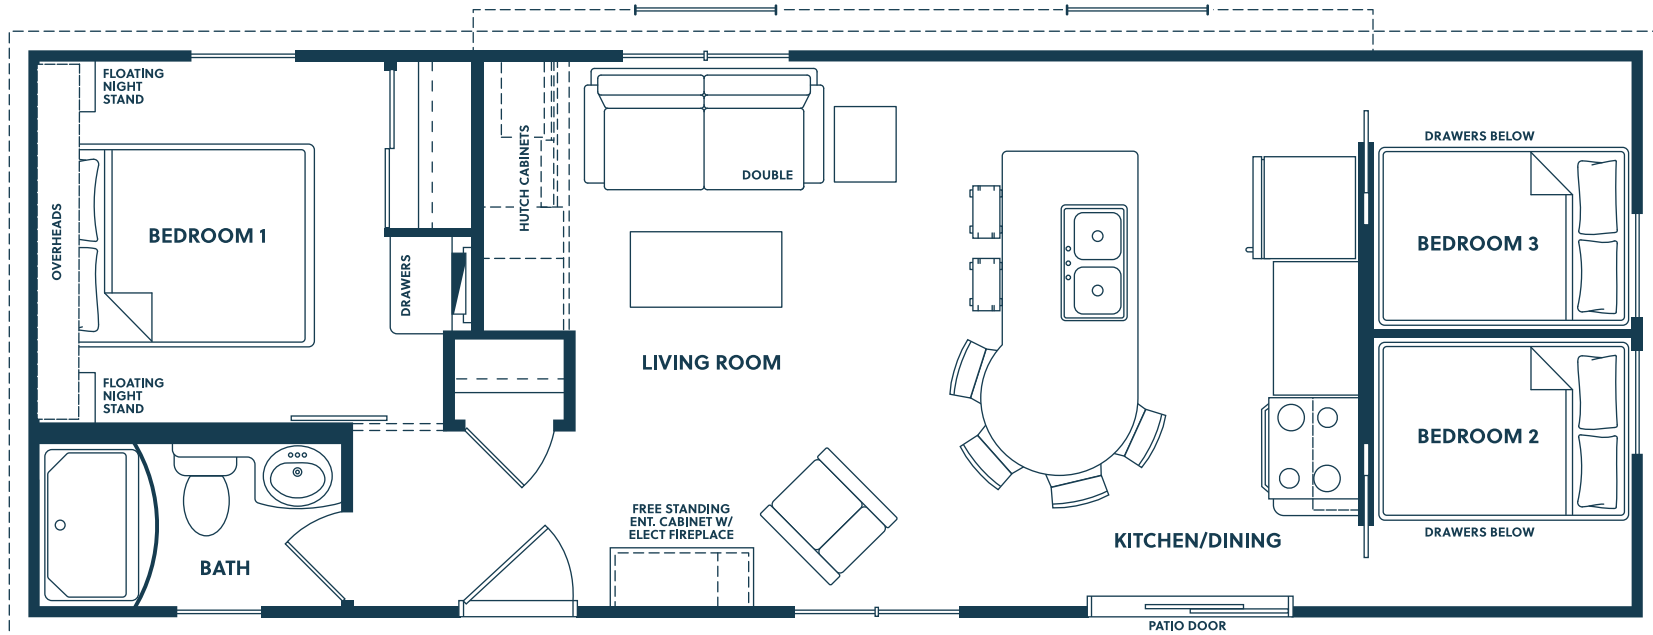 FLOATING
NIGHT
STAND
OVERHEADS
BEDROOM 1
DRAWERS
FLOATING
NIGHT
STAND
HUTCH CABINETS
DOUBLE
LIVING ROOM
FREE STANDING
ENT. CABINET W/
ELECT FIREPLACE
BATH
KITCHEN/DINING
PATIO DOOR
DRAWERS BELOW
BEDROOM 3
BEDROOM 2
DRAWERS BELOW